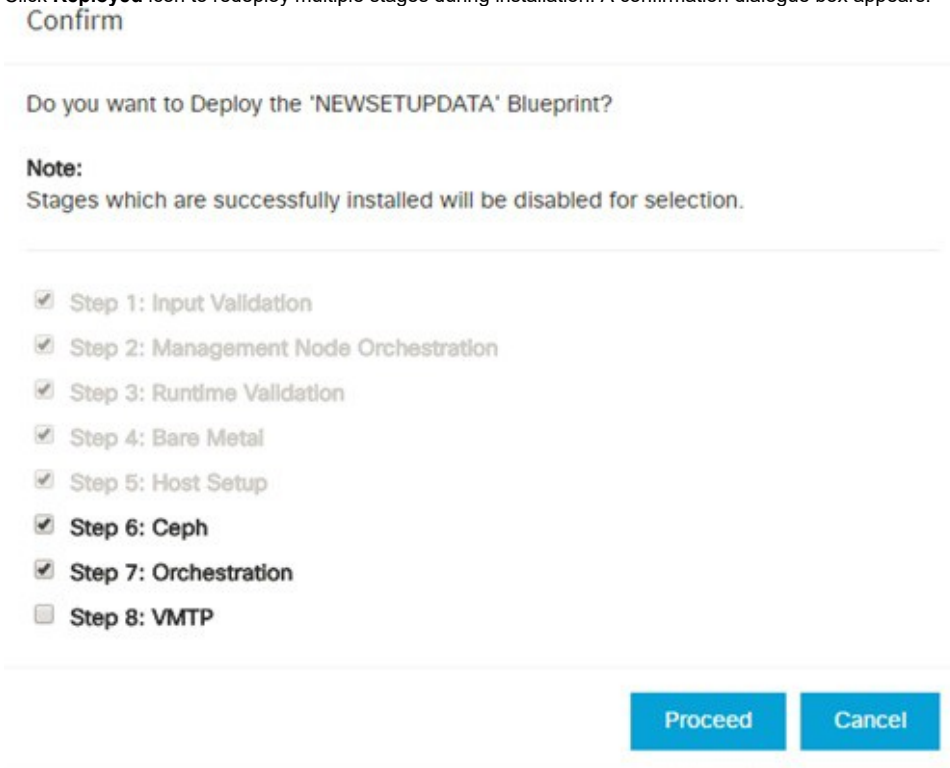 Click Reployed icon to redeploy multiple stages during installation. A confirmation dialogue box appears.
Confirm
Do you want to Deploy the 'NEWSETUPDATA' Blueprint?
Note:
Stages which are successfully installed will be disabled for selection.
Step 1: Input Validation
Step 2: Management Node Orchestration
Step 3: Runtime Validation
Step 4: Bare Metal
Step 5: Host Setup
Step 6: Ceph
Step 7: Orchestration
Step 8: VMTP
Proceed Cancel